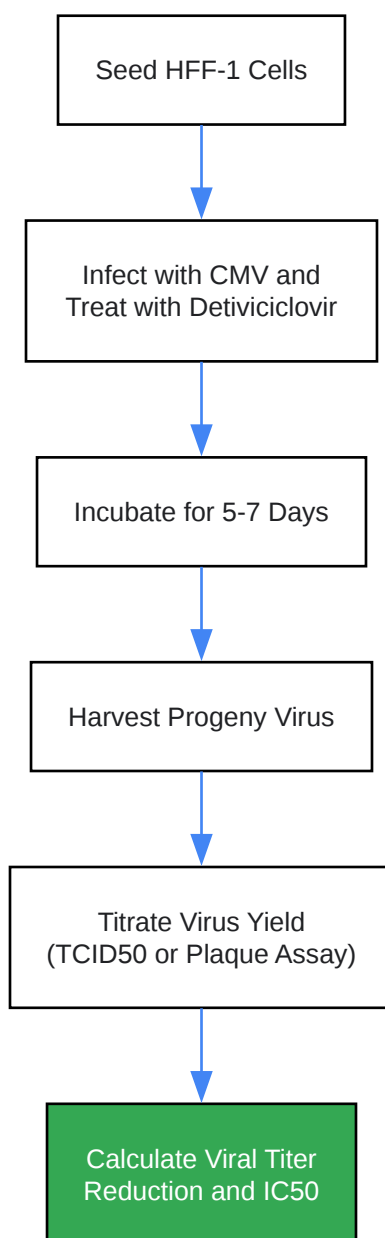 Seed HFF-1 Cells
Infect with CMV and
Treat with Detiviciclovir
Incubate for 5-7 Days
Harvest Progeny Virus
Titrate Virus Yield
(TCID50 or Plaque Assay)
Calculate Viral Titer
Reduction and IC50